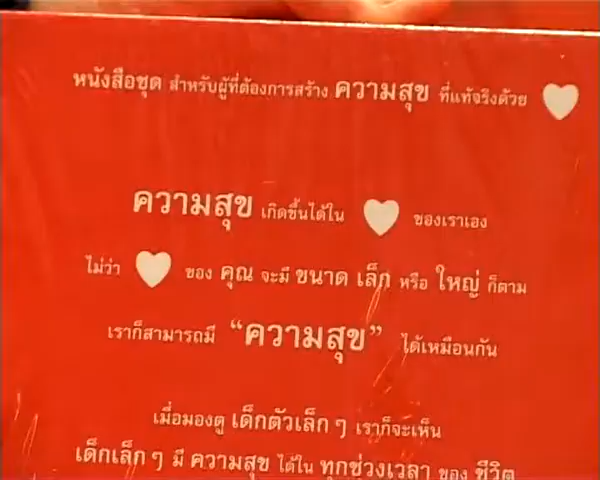 หนังสือชุด สำหรับผู้ที่ต้องการสร้าง ความสุข ที่แท้จริงด้วย
ความสุข เกิดขึ้นได้ใน ของเราเอง
ไม่ว่า ของ คุณ จะมี ขนาด เล็ก หรือ ใหญ่ ก็ตาม
เราก็สามารถมี “ความสุข” ได้เหมือนกัน
เมื่อมองดู เด็กตัวเล็ก ๆ เราก็จะเห็น
เด็กเล็ก ๆ มี ความสุข ได้ใน ทุกช่วงเวลา ของ ชีวิต